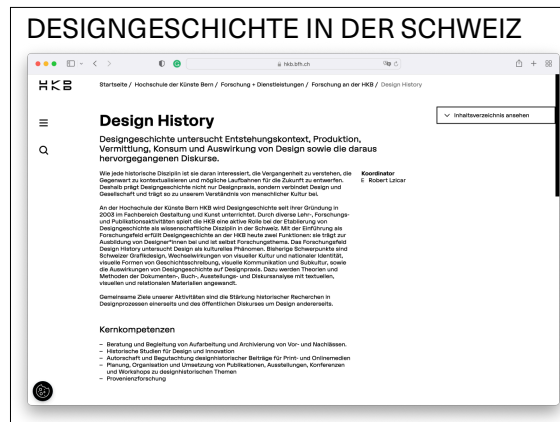 DESIGNGESCHICHTE IN DER SCHWEIZ
hkb.bfh.ch
HKB
Startseite / Hochschule der Künste Bern / Forschung + Dienstleistungen / Forschung an der HKB / Design History
Inhaltsverzeichnis ansehen
Design History
Designgeschichte untersucht Entstehungskontext, Produktion,
Vermittlung, Konsum und Auswirkung von Design sowie die daraus
hervorgegangenen Diskurse.
Wie jede historische Disziplin ist sie daran interessiert, die Vergangenheit zu verstehen, die
Gegenwart zu kontextualisieren und mögliche Laufbahnen für die Zukunft zu entwerfen.
Deshalb prägt Designgeschichte nicht nur Designpraxis, sondern verbindet Design und
Gesellschaft und trägt so zu unserem Verständnis von menschlicher Kultur bei.
Koordinator
E Robert Lzicar
An der Hochschule der Künste Bern HKB wird Designgeschichte seit ihrer Gründung in
2003 im Fachbereich Gestaltung und Kunst unterrichtet. Durch diverse Lehr-, Forschungs-
und Publikationsaktivitäten spielt die HKB eine aktive Rolle bei der Etablierung von
Designgeschichte als wissenschaftliche Disziplin in der Schweiz. Mit der Einführung als
Forschungsfeld erfüllt Designgeschichte an der HKB heute zwei Funktionen: sie trägt zur
Ausbildung von Designer*innen bei und ist selbst Forschungsthema. Das Forschungsfeld
Design History untersucht Design als kulturelles Phänomen. Bisherige Schwerpunkte sind
Schweizer Grafikdesign, Wechselwirkungen von visueller Kultur und nationaler Identität,
visuelle Formen von Geschichtsschreibung, visuelle Kommunikation und Subkultur, sowie
die Auswirkungen von Designgeschichte auf Designpraxis. Dazu werden Theorien und
Methoden der Dokumenten-, Buch-, Ausstellungs- und Diskursanalyse mit textuellen,
visuellen und relationalen Materialien angewandt.
Gemeinsame Ziele unserer Aktivitäten sind die Stärkung historischer Recherchen in
Designprozessen einerseits und des öffentlichen Diskurses um Design andererseits.
Kernkompetenzen
– Beratung und Begleitung von Aufarbeitung und Archivierung von Vor- und Nachlässen.
– Historische Studien für Design und Innovation
– Autorschaft und Begutachtung designhistorischer Beiträge für Print- und Onlinemedien
– Planung, Organisation und Umsetzung von Publikationen, Ausstellungen, Konferenzen
und Workshops zu designhistorischen Themen
– Provenienzforschung